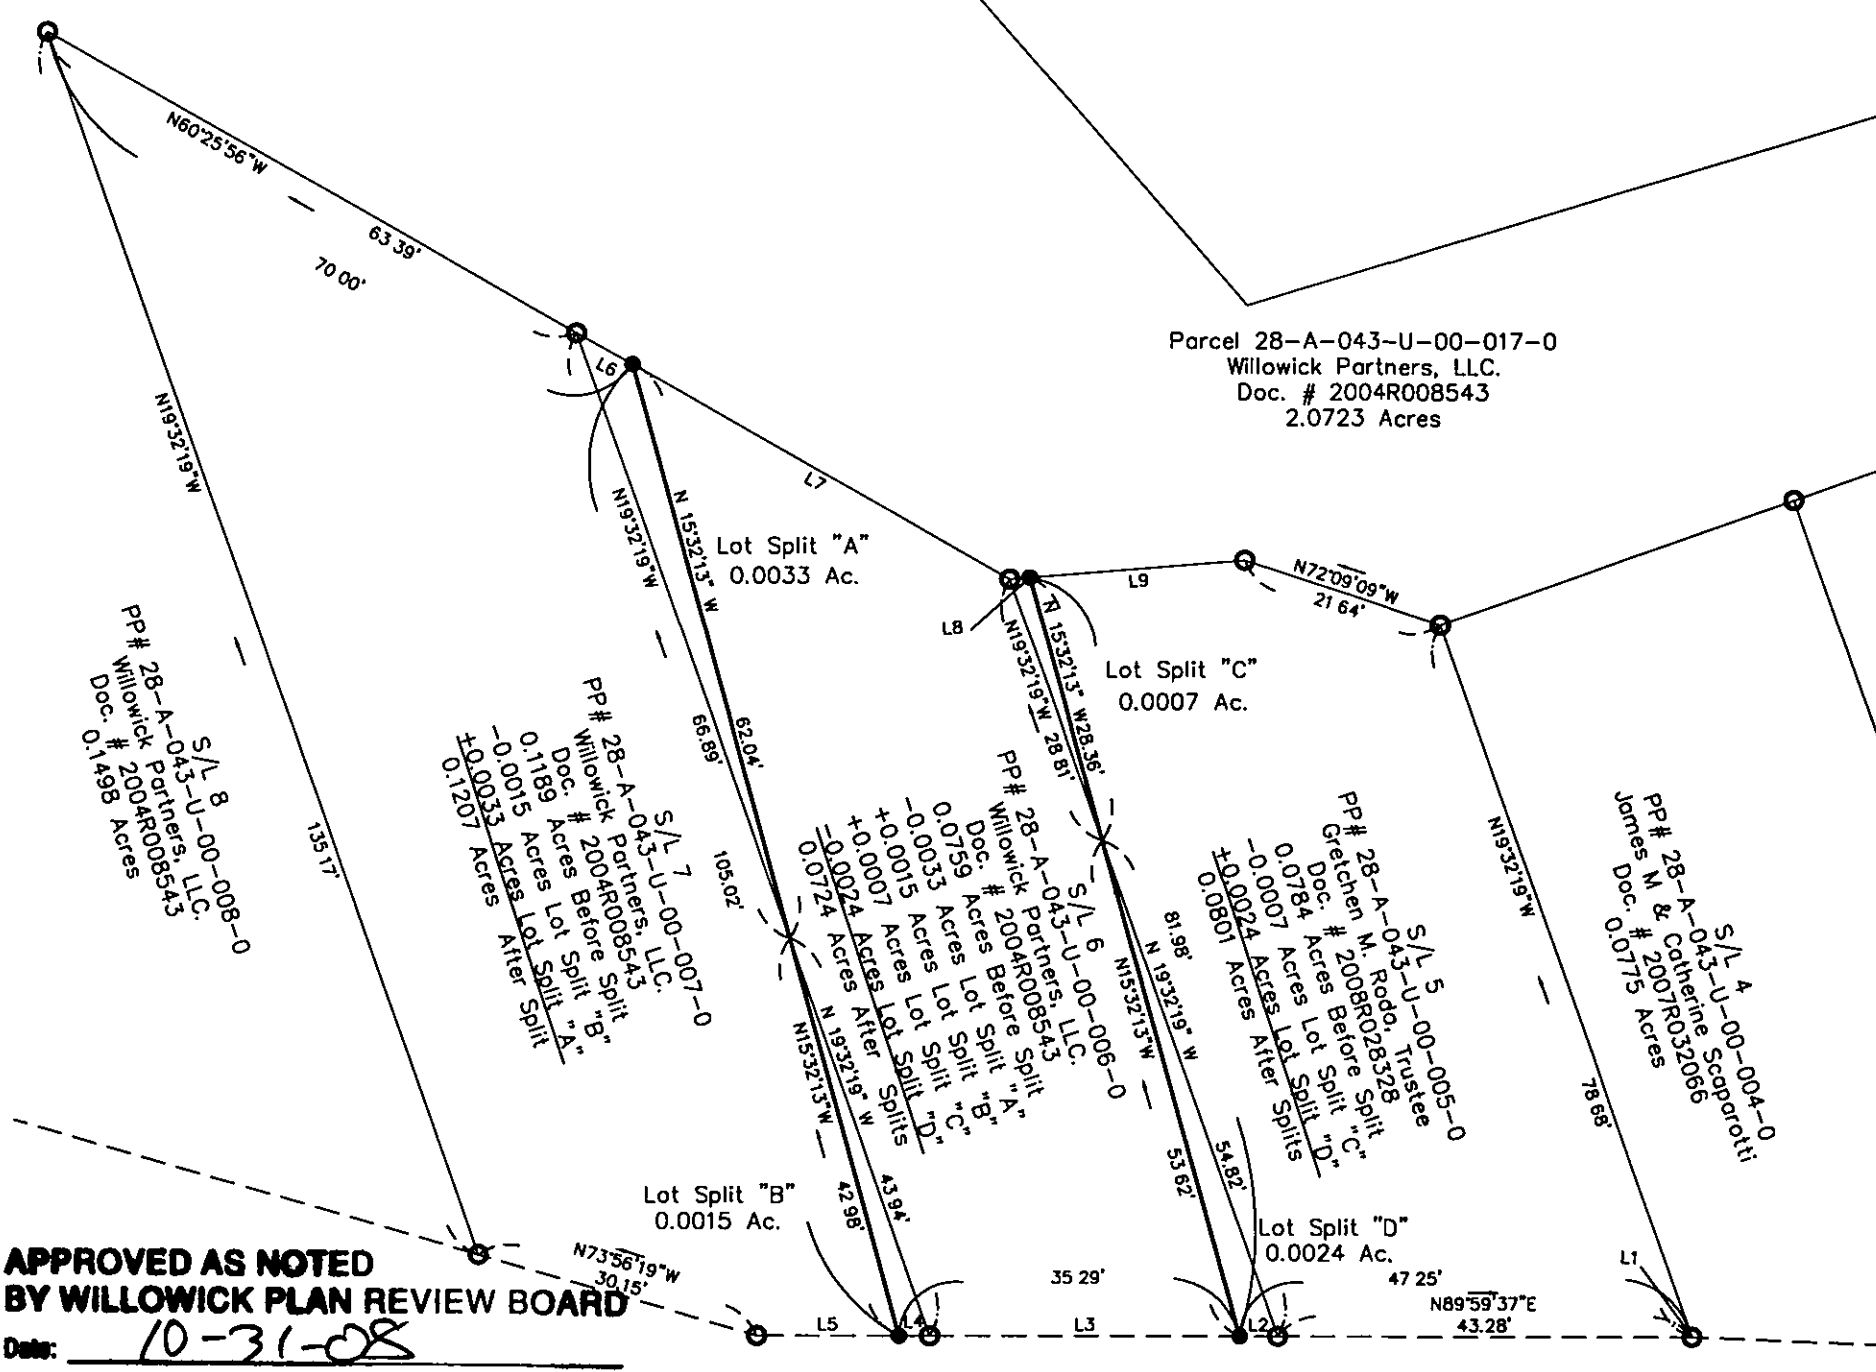 N60°25'56"W
63 39'
70 00'
Parcel 28-A-043-U-00-017-0
Willowick Partners, LLC.
Doc. # 2004R008543
2.0723 Acres
L6
L7
L8
L9
N72°09'09"W
21 64'
N19°32'19"W
135 17'
N19°32'19"W
66.89'
N 15°32'13" W
62.04'
Lot Split "A"
0.0033 Ac.
N19°32'19"W 28 81'
N 15°32'13" W28.36'
Lot Split "C"
0.0007 Ac.
S/L 8
PP# 28-A-043-U-00-008-0
Willowick Partners, LLC.
Doc. # 2004R008543
0.1498 Acres
S/L 7
PP# 28-A-043-U-00-007-0
Willowick Partners, LLC.
Doc. # 2004R008543
0.1189 Acres Before Split
-0.0015 Acres Lot Split "B"
+0.0033 Acres Lot Split "A"
0.1207 Acres After Split
105.02'
S/L 6
PP# 28-A-043-U-00-006-0
Willowick Partners, LLC.
Doc. # 2004R008543
0.0759 Acres Before Split
-0.0033 Acres Lot Split "A"
+0.0015 Acres Lot Split "B"
+0.0007 Acres Lot Split "C"
-0.0024 Acres Lot Split "D"
0.0724 Acres After Splits
81.98'
S/L 5
PP# 28-A-043-U-00-005-0
Gretchen M. Roda, Trustee
Doc. # 2008R028328
0.0784 Acres Before Split
-0.0007 Acres Lot Split "C"
+0.0024 Acres Lot Split "D"
0.0801 Acres After Splits
S/L 4
PP# 28-A-043-U-00-004-0
James M & Catherine Scaparotti
Doc. # 2007R032066
0.0775 Acres
N19°32'19"W
78 68'
N15°32'13"W
42 98'
N 19°32'19" W
43 94'
N15°32'13"W
53 62'
N 19°32'19" W
54.82'
Lot Split "B"
0.0015 Ac.
Lot Split "D"
0.0024 Ac.
N73°56'19"W
30.15'
35 29'
47 25'
N89°59'37"E
43.28'
L5
L4
L3
L2
L1
APPROVED AS NOTED
BY WILLOWICK PLAN REVIEW BOARD
Date: 10-31-08